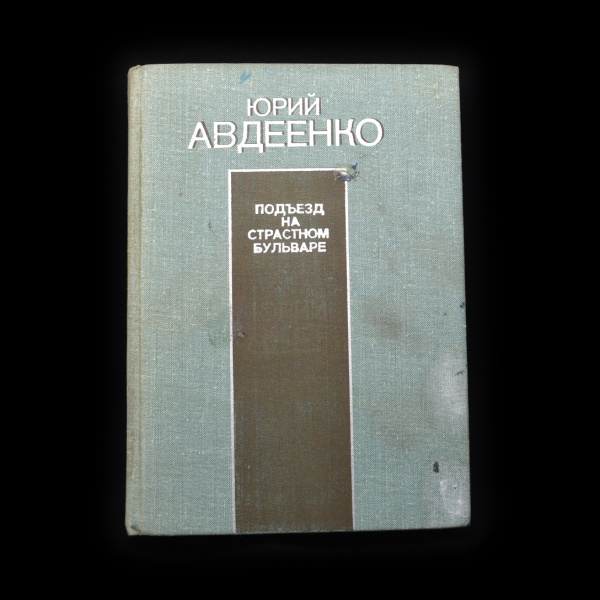 ЮРИЙ
АВДЕЕНКО
ПОДЪЕЗД
НА
СТРАСТНОМ
БУЛЬВАРЕ